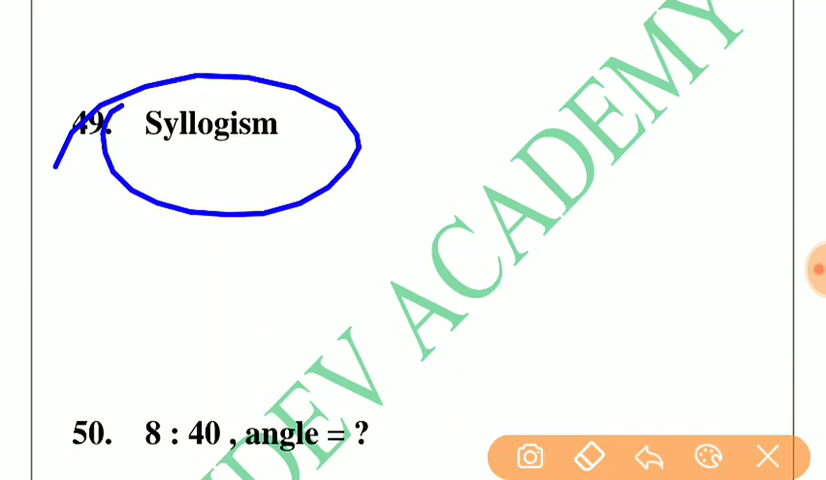 49. Syllogism
DEV ACADEMY
50. 8 : 40 , angle = ?